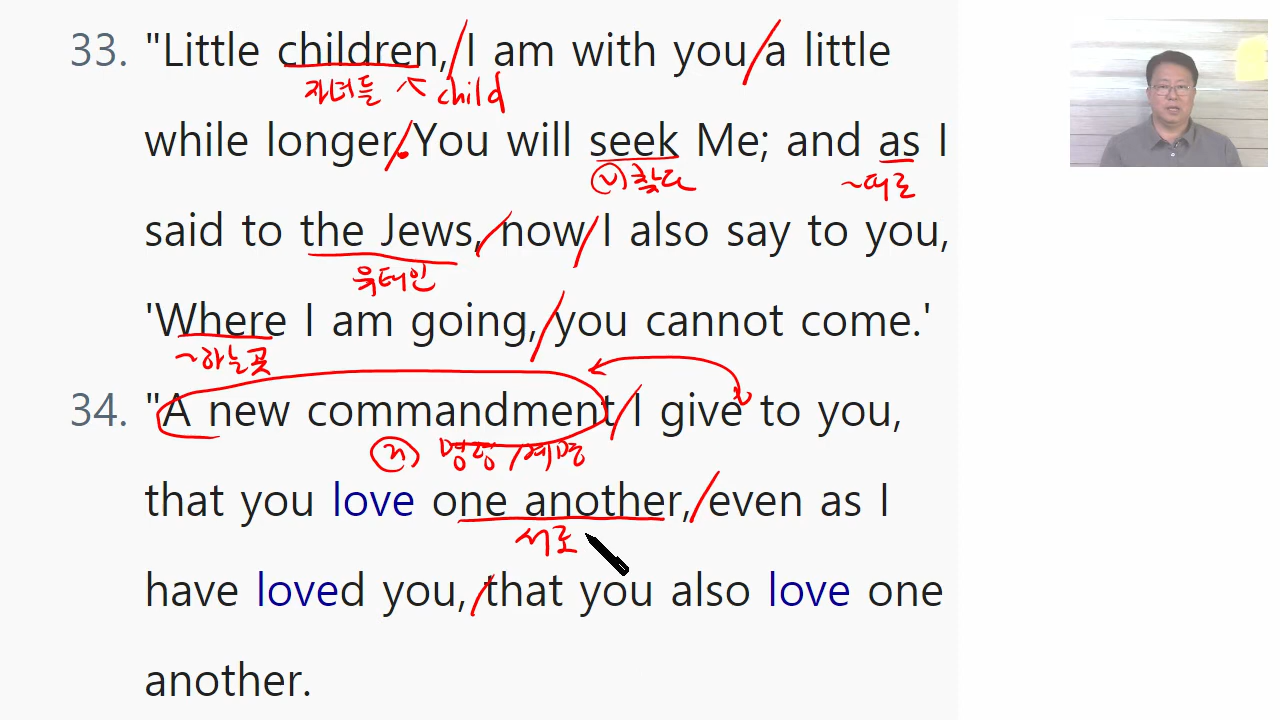 33. "Little children, I am with you a little
자녀들 child
while longer. You will seek Me; and as I
ⓥ찾다 ~대로
said to the Jews, now I also say to you,
유대인
'Where I am going, you cannot come.'
~하는곳
34. "A new commandment I give to you,
ⓝ 명령/계명
that you love one another, even as I
서로
have loved you, that you also love one
another.